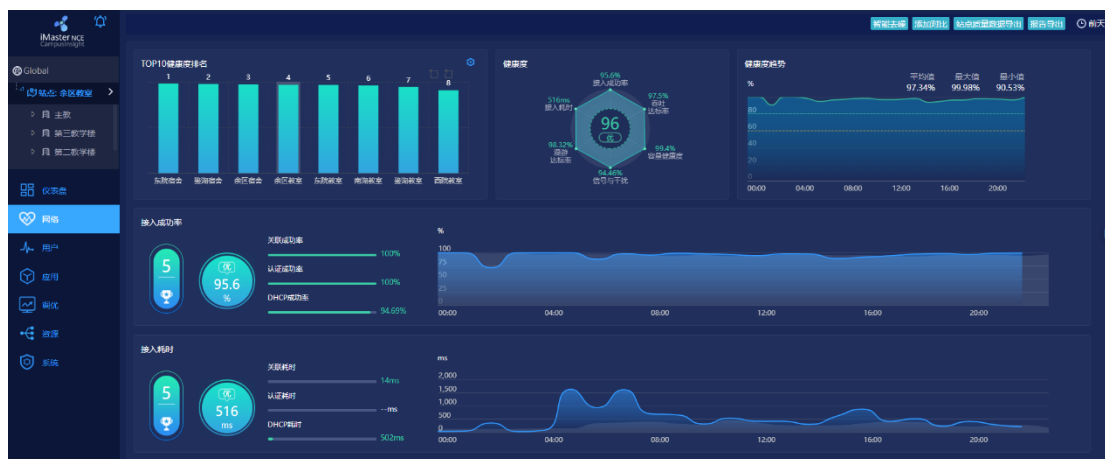 iMaster NCE
CampusInsight
智能去噪 添加对比 站点质量数据导出 报告导出 前天
Global
站点: 余区教室
主教
第三教学楼
第二教学楼
仪表盘
网络
用户
应用
调优
资源
系统
TOP10健康度排名
1 2 3 4 5 6 7 8
东院宿舍 鉴湖宿舍 余区宿舍 余区教室 东院教室 南湖教室 鉴湖教室 西院教室
健康度
95.6%
接入成功率
516ms
接入耗时
97.5%
吞吐
达标率
96
优
98.32%
漫游
达标率
99.4%
容量健康度
94.46%
信号与干扰
健康度趋势
平均值 最大值 最小值
% 97.34% 99.98% 90.53%
80
60
40
20
0
00:00 04:00 08:00 12:00 16:00 20:00
接入成功率
5
优
95.6
%
关联成功率
100%
认证成功率
100%
DHCP成功率
94.69%
%
100
75
50
25
0
00:00 04:00 08:00 12:00 16:00 20:00
接入耗时
5
优
516
ms
关联耗时
14ms
认证耗时
--ms
DHCP耗时
502ms
ms
2,000
1,500
1,000
500
0
00:00 04:00 08:00 12:00 16:00 20:00